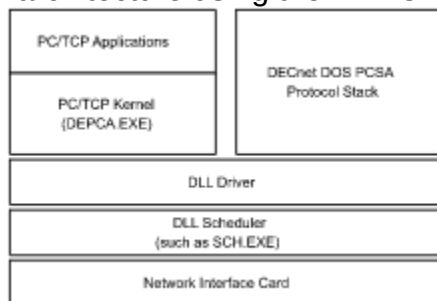 PC/TCP Applications
PC/TCP Kernel
(DEPCA.EXE)
DECnet DOS PCSA
Protocol Stack
DLL Driver
DLL Scheduler
(such as SCH.EXE)
Network Interface Card